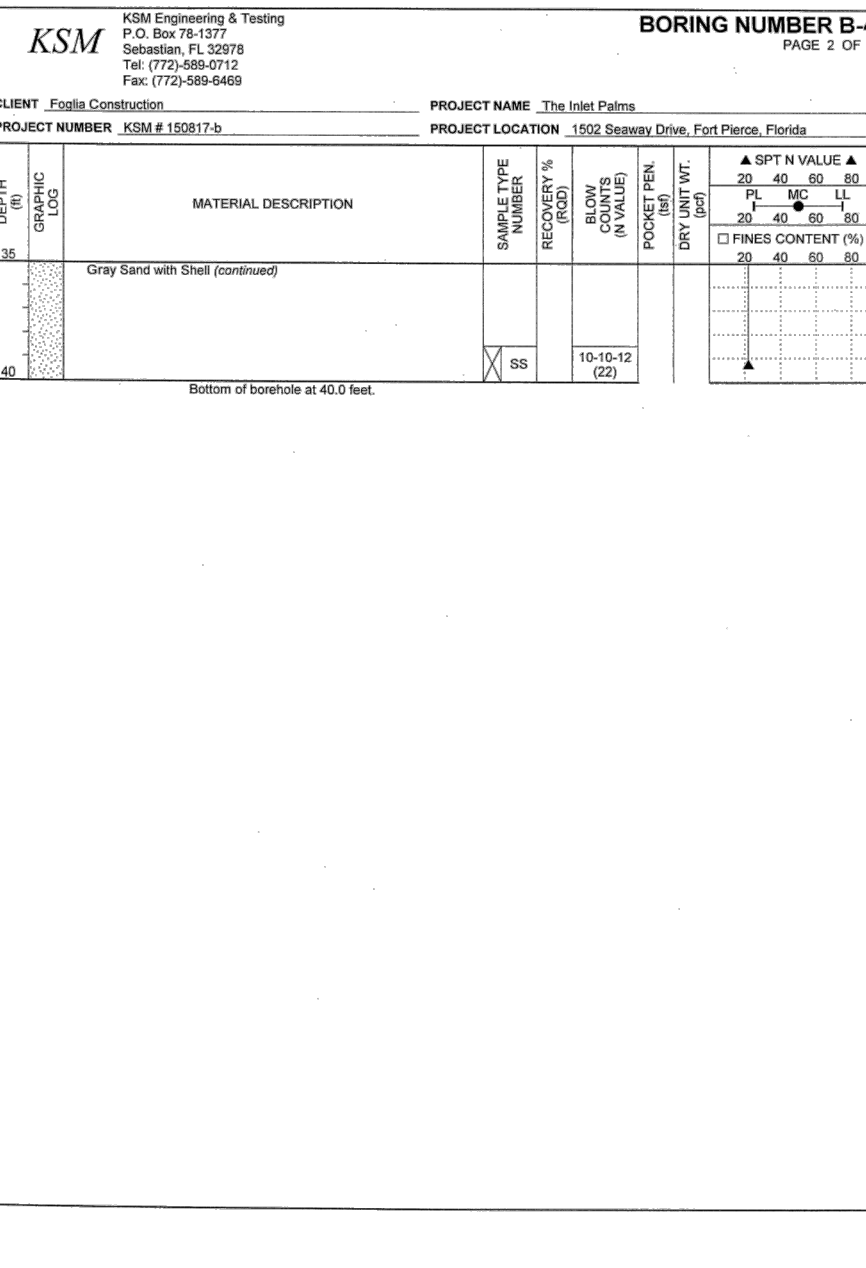 KSM
KSM Engineering & Testing
P.O. Box 78-1377
Sebastian, FL 32978
Tel: (772)-589-0712
Fax: (772)-589-6469
BORING NUMBER B-4
PAGE 2 OF
CLIENT Foglia Construction
PROJECT NAME The Inlet Palms
PROJECT NUMBER KSM # 150817-b
PROJECT LOCATION 1502 Seaway Drive, Fort Pierce, Florida
DEPTH
(ft)
GRAPHIC
LOG
MATERIAL DESCRIPTION
SAMPLE TYPE
NUMBER
RECOVERY %
(RQD)
BLOW
COUNTS
(N VALUE)
POCKET PEN.
(tsf)
DRY UNIT WT.
(pcf)
▲ SPT N VALUE ▲
20 40 60 80
PL MC LL
20 40 60 80
□ FINES CONTENT (%)
20 40 60 80
35
Gray Sand with Shell (continued)
SS
10-10-12
(22)
40
Bottom of borehole at 40.0 feet.